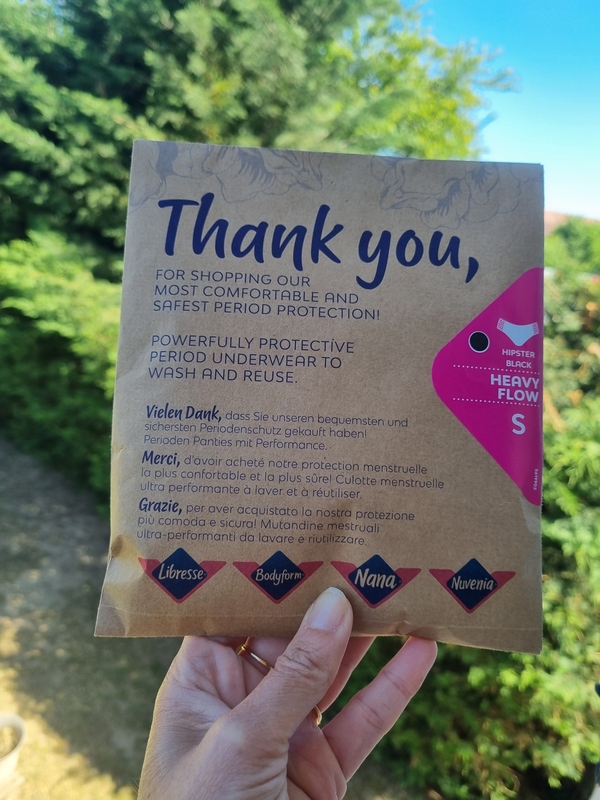 Thank you,
FOR SHOPPING OUR
MOST COMFORTABLE AND
SAFEST PERIOD PROTECTION!
POWERFULLY PROTECTIVE
PERIOD UNDERWEAR TO
WASH AND REUSE.
HIPSTER
BLACK
HEAVY
FLOW
S
Vielen Dank, dass Sie unseren bequemsten und
sichersten Periodenschutz gekauft haben!
Perioden Panties mit Performance.
Merci, d'avoir acheté notre protection menstruelle
la plus confortable et la plus sûre! Culotte menstruelle
ultra performante à laver et à réutiliser.
Grazie, per aver acquistato la nostra protezione
più comoda e sicura! Mutandine mestruali
ultra-performanti da lavare e riutilizzare.
Libresse
Bodyform
Nana
Nuvenia